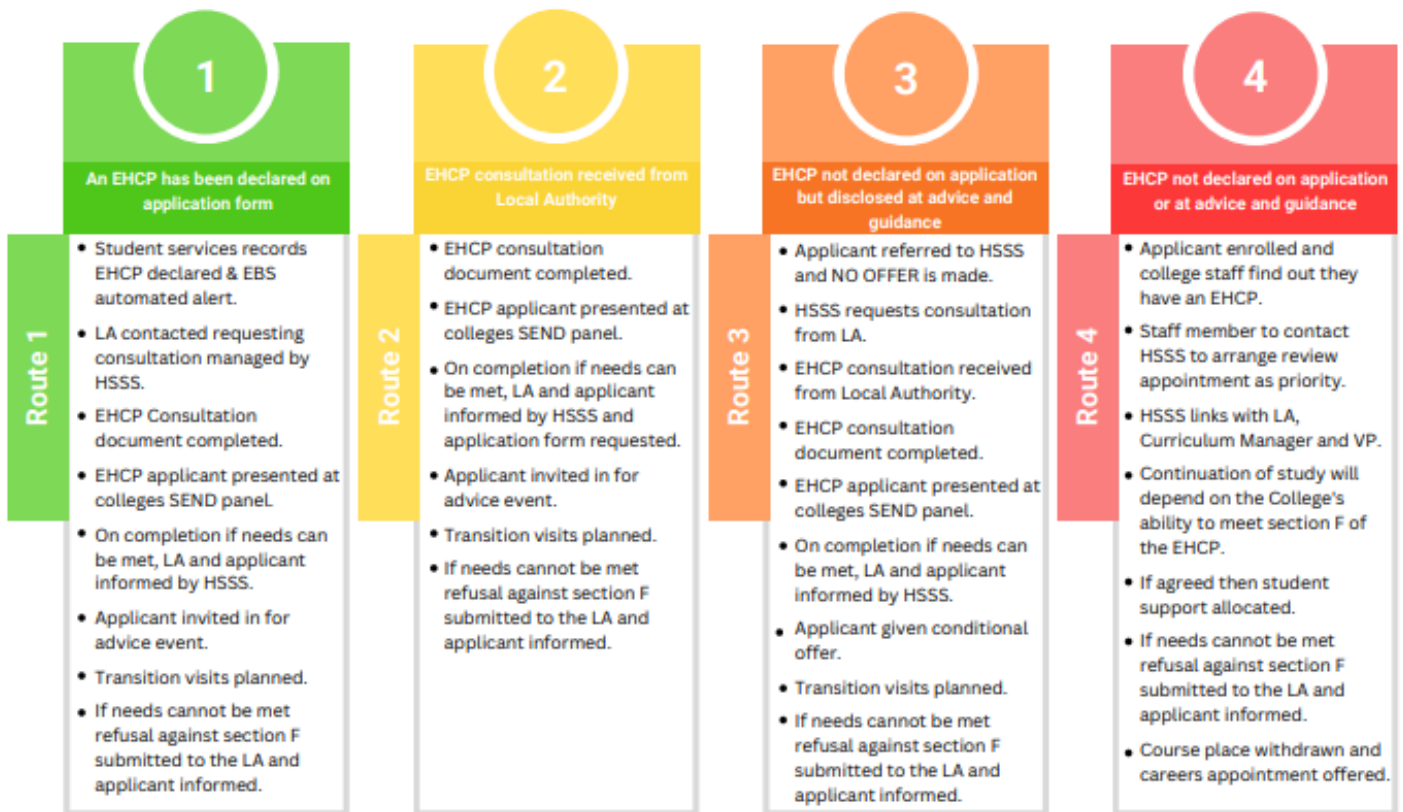 1
An EHCP has been declared on
application form
Route 1
• Student services records
EHCP declared & EBS
automated alert.
• LA contacted requesting
consultation managed by
HSSS.
• EHCP Consultation
document completed.
• EHCP applicant presented at
colleges SEND panel.
• On completion if needs can
be met, LA and applicant
informed by HSSS.
• Applicant invited in for
advice event.
• Transition visits planned.
• If needs cannot be met
refusal against section F
submitted to the LA and
applicant informed.
2
EHCP consultation received from
Local Authority
Route 2
• EHCP consultation
document completed.
• EHCP applicant presented at
colleges SEND panel.
• On completion if needs can
be met, LA and applicant
informed by HSSS and
application form requested.
• Applicant invited in for
advice event.
• Transition visits planned.
• If needs cannot be met
refusal against section F
submitted to the LA and
applicant informed.
3
EHCP not declared on application
but disclosed at advice and
guidance
Route 3
• Applicant referred to HSSS
and NO OFFER is made.
• HSSS requests consultation
from LA.
• EHCP consultation received
from Local Authority.
• EHCP consultation
document completed.
• EHCP applicant presented at
colleges SEND panel.
• On completion if needs can
be met, LA and applicant
informed by HSSS.
• Applicant given conditional
offer.
• Transition visits planned.
• If needs cannot be met
refusal against section F
submitted to the LA and
applicant informed.
4
EHCP not declared on application
or at advice and guidance
Route 4
• Applicant enrolled and
college staff find out they
have an EHCP.
• Staff member to contact
HSSS to arrange review
appointment as priority.
• HSSS links with LA,
Curriculum Manager and VP.
• Continuation of study will
depend on the College's
ability to meet section F of
the EHCP.
• If agreed then student
support allocated.
• If needs cannot be met
refusal against section F
submitted to the LA and
applicant informed.
• Course place withdrawn and
careers appointment offered.